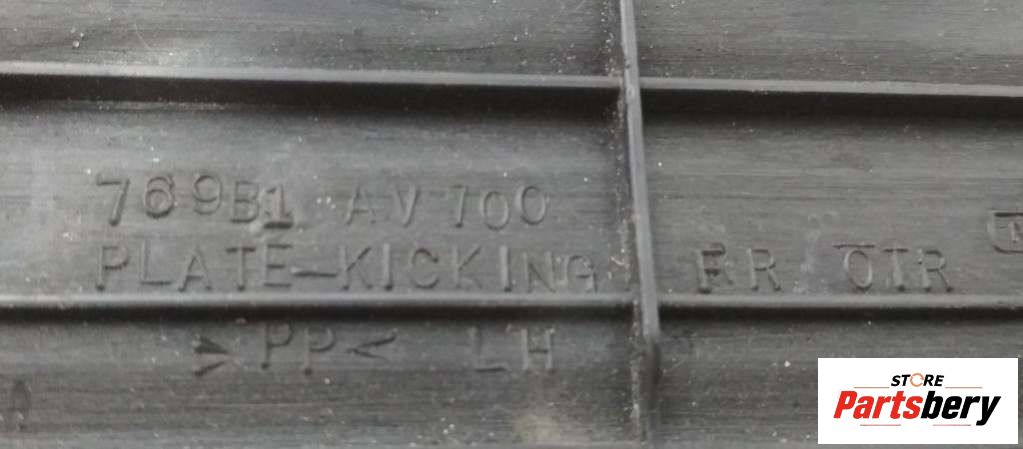 769B1 AV700
PLATE-KICKING FR OTR
>PP< LH
STORE
Partsbery